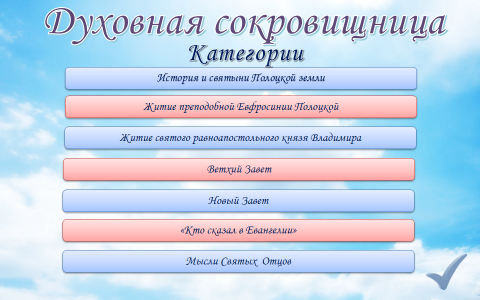 Духовная сокровищница
Категории
История и святыни Полоцкой земли
Житие преподобной Евфросинии Полоцкой
Житие святого равноапостольного князя Владимира
Ветхий Завет
Новый Завет
«Кто сказал в Евангелии»
Мысли Святых Отцов